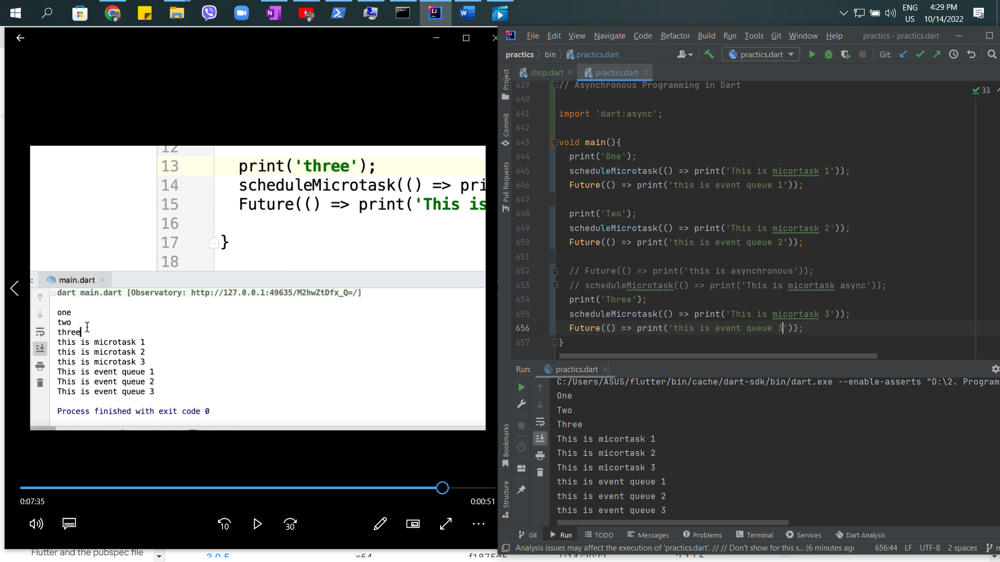 ENG
US
4:29 PM
10/14/2022
12
13 print('three');
14 scheduleMicrotask(() => pri
15 Future(() => print('This is
16
17 }
18
main.dart
dart main.dart [Observatory: http://127.0.0.1:49635/M2hwZtDfx_Q=/]
one
two
three
this is microtask 1
this is microtask 2
this is microtask 3
This is event queue 1
This is event queue 2
This is event queue 3
Process finished with exit code 0
0:07:35
0:00:51
10
30
Flutter and the pubspec file
3.0.5
x64
f1875d5
7/14/2022
2.17.6
File Edit View Navigate Code Refactor Build Run Tools Git Window Help practics - practics.dart
practics bin practics.dart
practics.dart
Git:
shop.dart
practics.dart
Project
Commit
Pull Requests
Bookmarks
Structure
33
639 // Asynchronous Programming in Dart
640
641 import 'dart:async';
642
643 void main(){
644 print('One');
645 scheduleMicrotask(() => print('This is micortask 1'));
646 Future(() => print('this is event queue 1'));
647
648 print('Two');
649 scheduleMicrotask(() => print('This is micortask 2'));
650 Future(() => print('this is event queue 2'));
651
652 // Future(() => print('this is asynchronous'));
653 // scheduleMicrotask(() => print('This is micortask async'));
654 print('Three');
655 scheduleMicrotask(() => print('This is micortask 3'));
656 Future(() => print('this is event queue 3'));
657 }
Run: practics.dart
C:/Users/ASUS/flutter/bin/cache/dart-sdk/bin/dart.exe --enable-asserts "D:\2. Program
One
Two
Three
This is micortask 1
This is micortask 2
This is micortask 3
this is event queue 1
this is event queue 2
this is event queue 3
Git Run TODO Messages Problems Terminal Services Dart Analysis
Analysis issues may affect the execution of 'practics.dart'. // // Don't show for this s... (6 minutes ago
656:44 LF UTF-8 2 spaces m